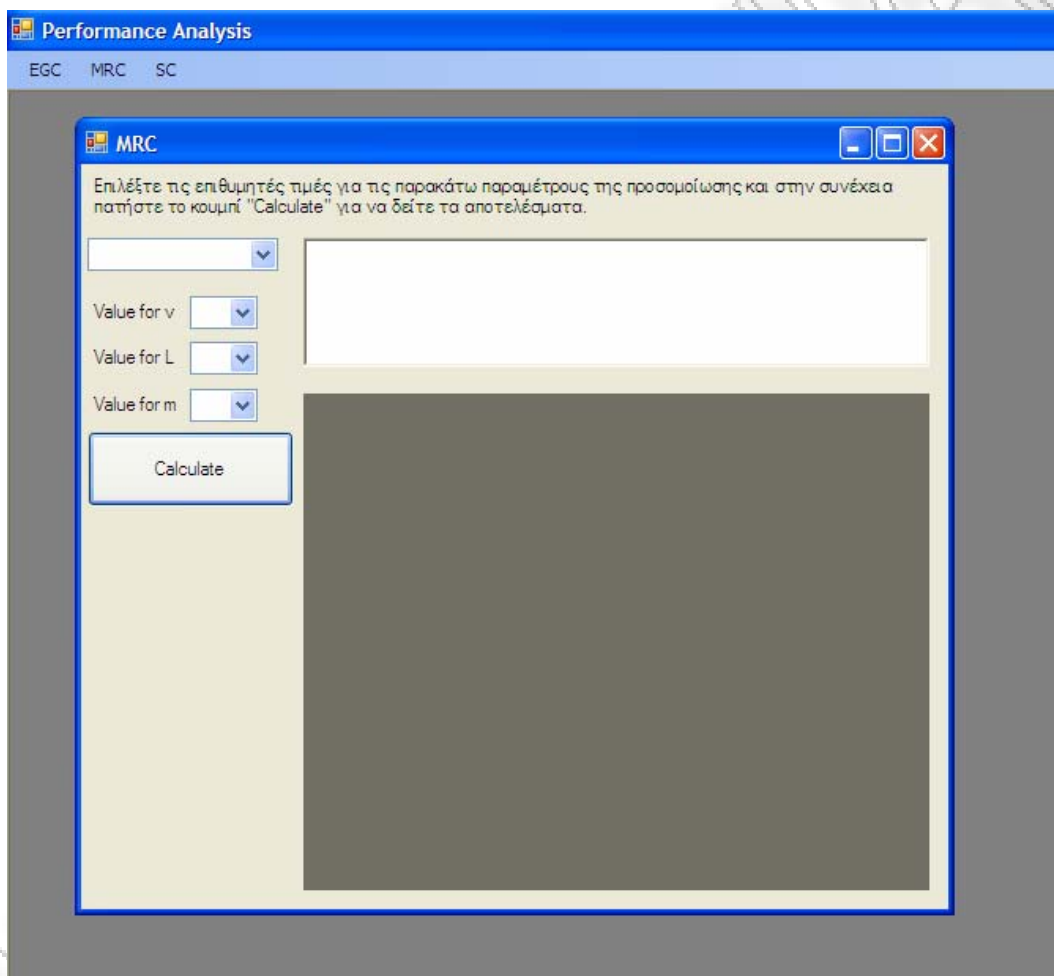 Performance Analysis
EGC MRC SC
MRC
Επιλέξτε τις επιθυμητές τιμές για τις παρακάτω παραμέτρους της προσομοίωσης και στην συνέχεια
πατήστε το κουμπί "Calculate" για να δείτε τα αποτελέσματα.
Value for v
Value for L
Value for m
Calculate